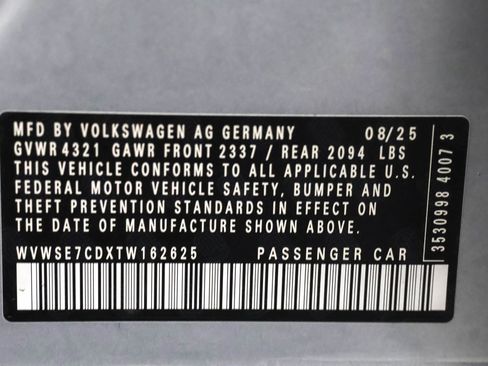 MFD BY VOLKSWAGEN AG GERMANY 08/25
GVWR 4321 GAWR FRONT 2337 / REAR 2094 LBS
THIS VEHICLE CONFORMS TO ALL APPLICABLE U.S.
FEDERAL MOTOR VEHICLE SAFETY, BUMPER AND
THEFT PREVENTION STANDARDS IN EFFECT ON
THE DATE OF MANUFACTURE SHOWN ABOVE.
WVWSE7CDXTW162625 PASSENGER CAR
3530998 40073